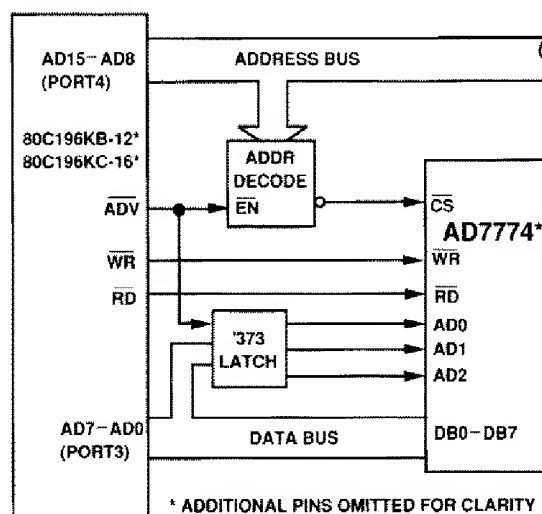 AD15–AD8
(PORT4)
ADDRESS BUS
80C196KB-12*
80C196KC-16*
ADDR
DECODE
EN
ADV
CS
AD7774*
WR
WR
RD
RD
'373
LATCH
AD0
AD1
AD2
AD7–AD0
(PORT3)
DATA BUS
DB0–DB7
* ADDITIONAL PINS OMITTED FOR CLARITY